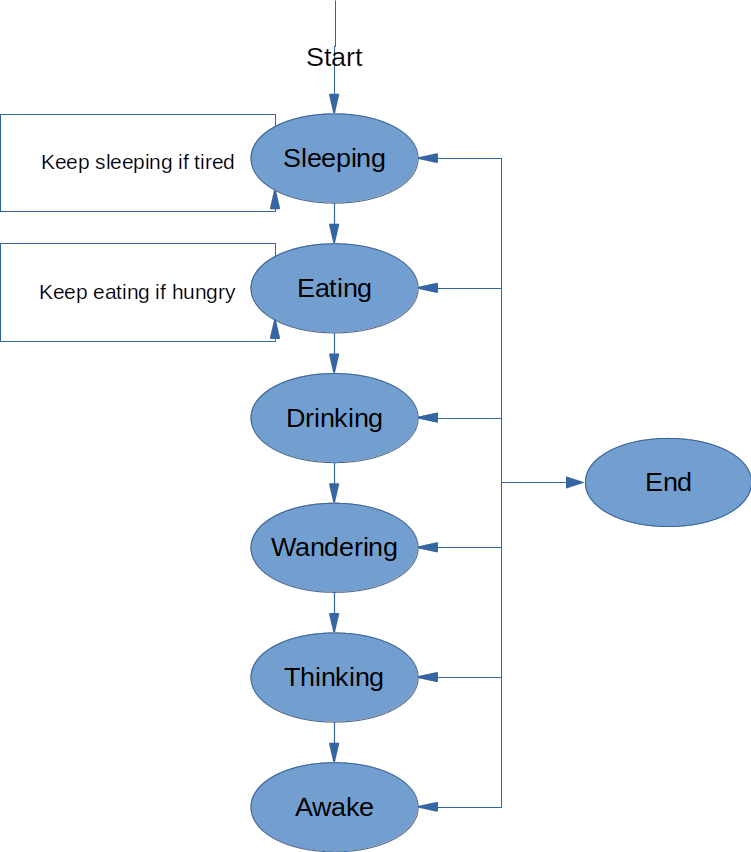 Start
Keep sleeping if tired
Sleeping
Keep eating if hungry
Eating
Drinking
End
Wandering
Thinking
Awake